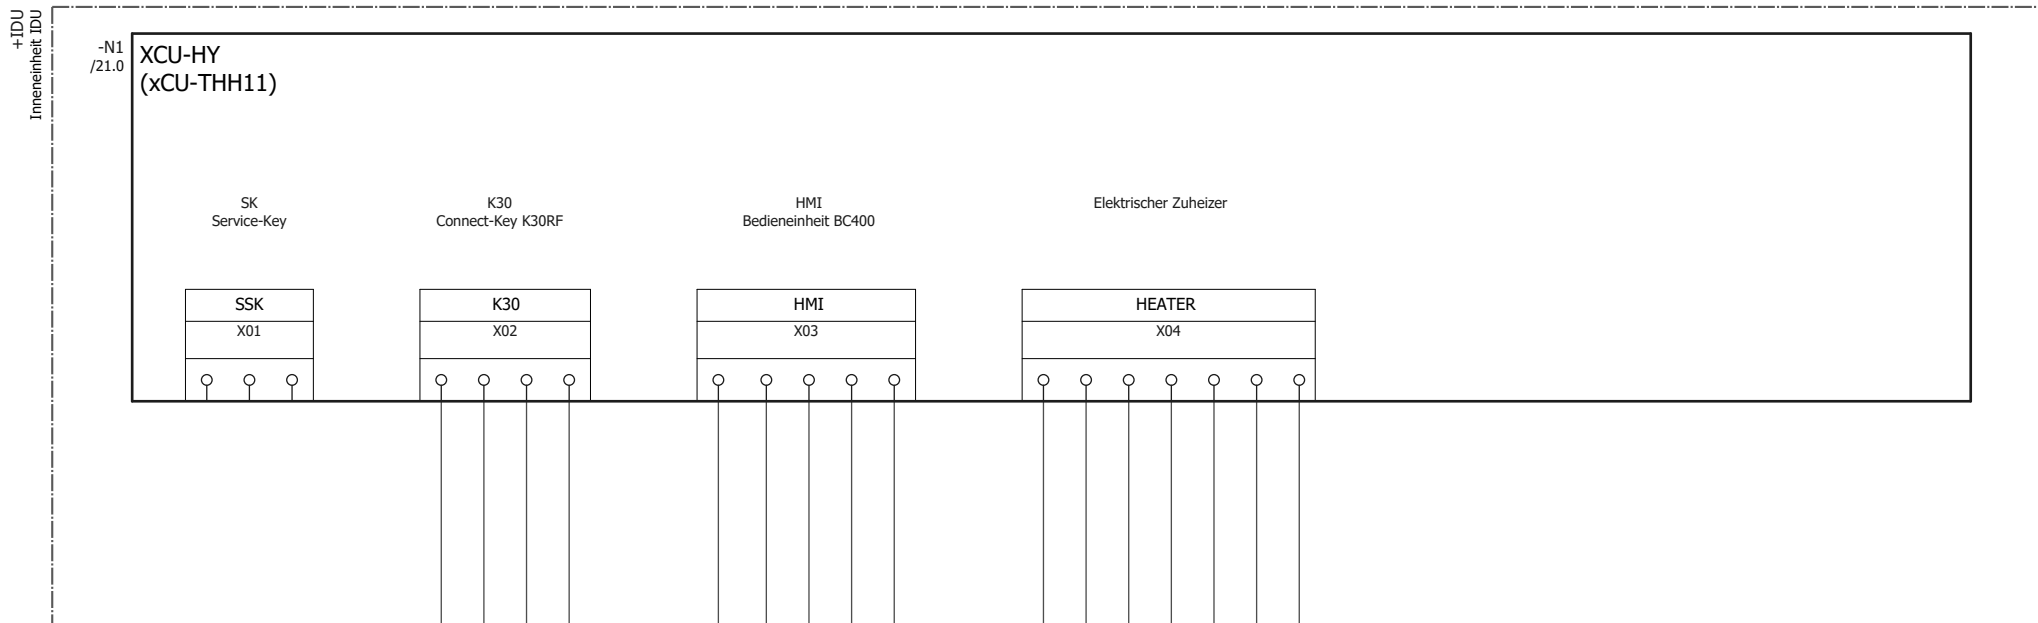 +IDU
Inneneinheit IDU
-N1
/21.0
XCU-HY
(xCU-THH11)
SK
Service-Key
K30
Connect-Key K30RF
HMI
Bedieneinheit BC400
Elektrischer Zuheizer
SSK
X01
K30
X02
HMI
X03
HEATER
X04